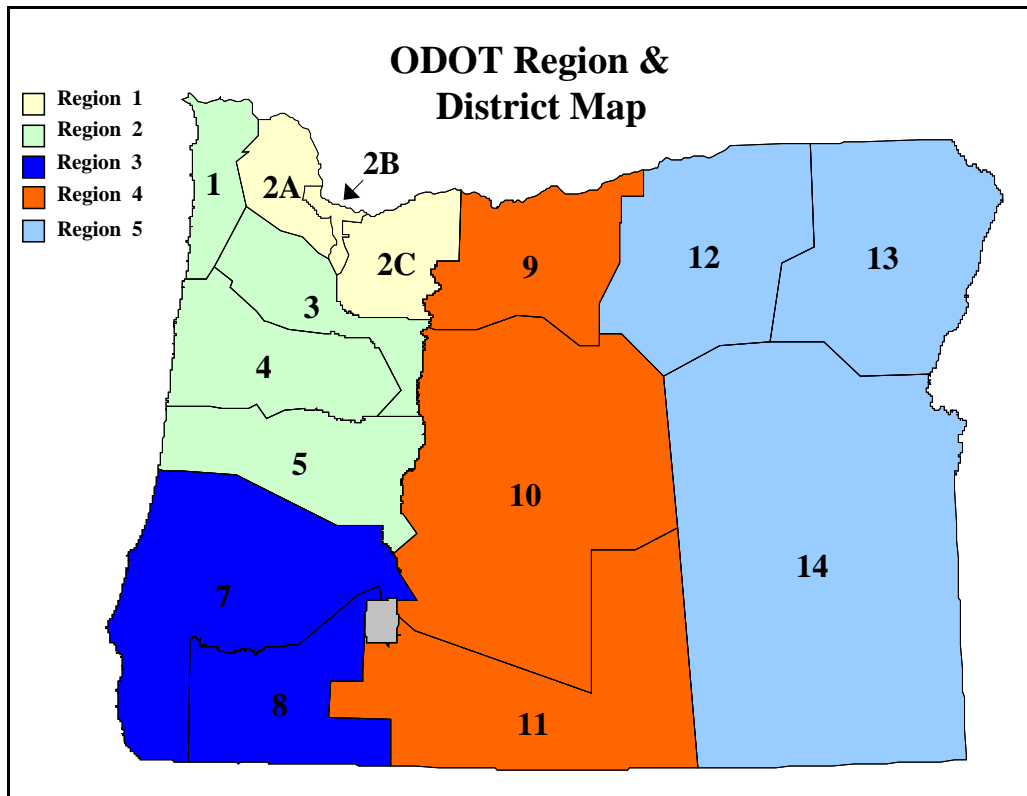 ODOT Region &
District Map
Region 1
Region 2
Region 3
Region 4
Region 5
1
2A
2B
2C
3
4
5
7
8
9
10
11
12
13
14